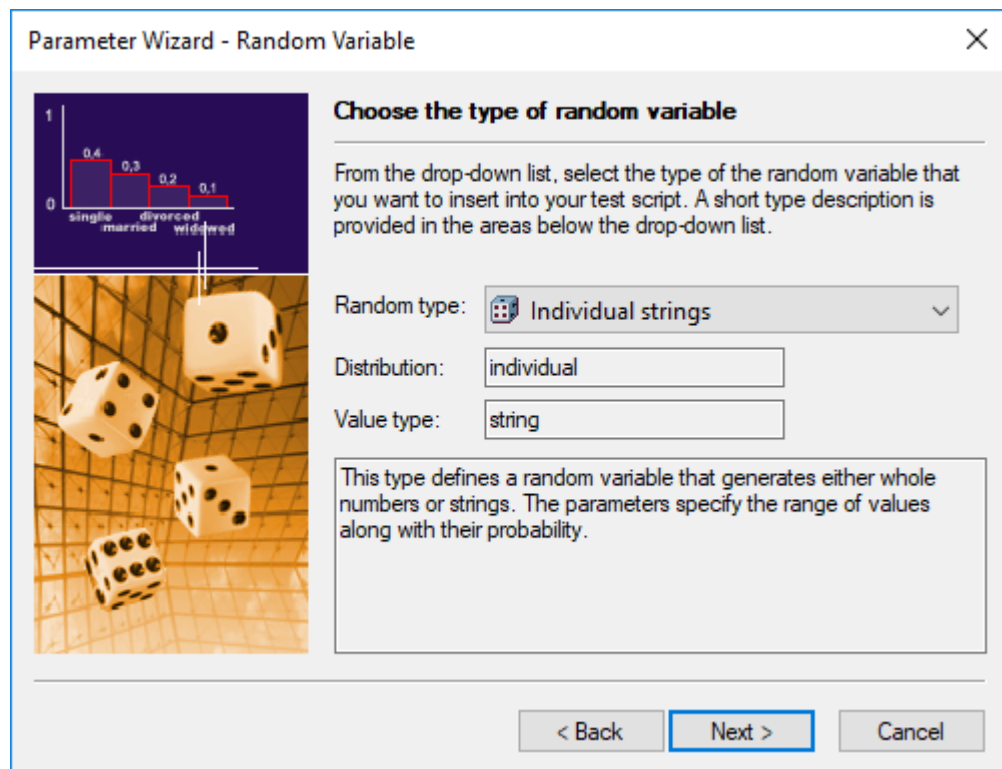 Parameter Wizard - Random Variable
1
0,4
0,3
0,2
0,1
0
single
married
divorced
widowed
Choose the type of random variable
From the drop-down list, select the type of the random variable that
you want to insert into your test script. A short type description is
provided in the areas below the drop-down list.
Random type: Individual strings
Distribution: individual
Value type: string
This type defines a random variable that generates either whole
numbers or strings. The parameters specify the range of values
along with their probability.
< Back Next > Cancel